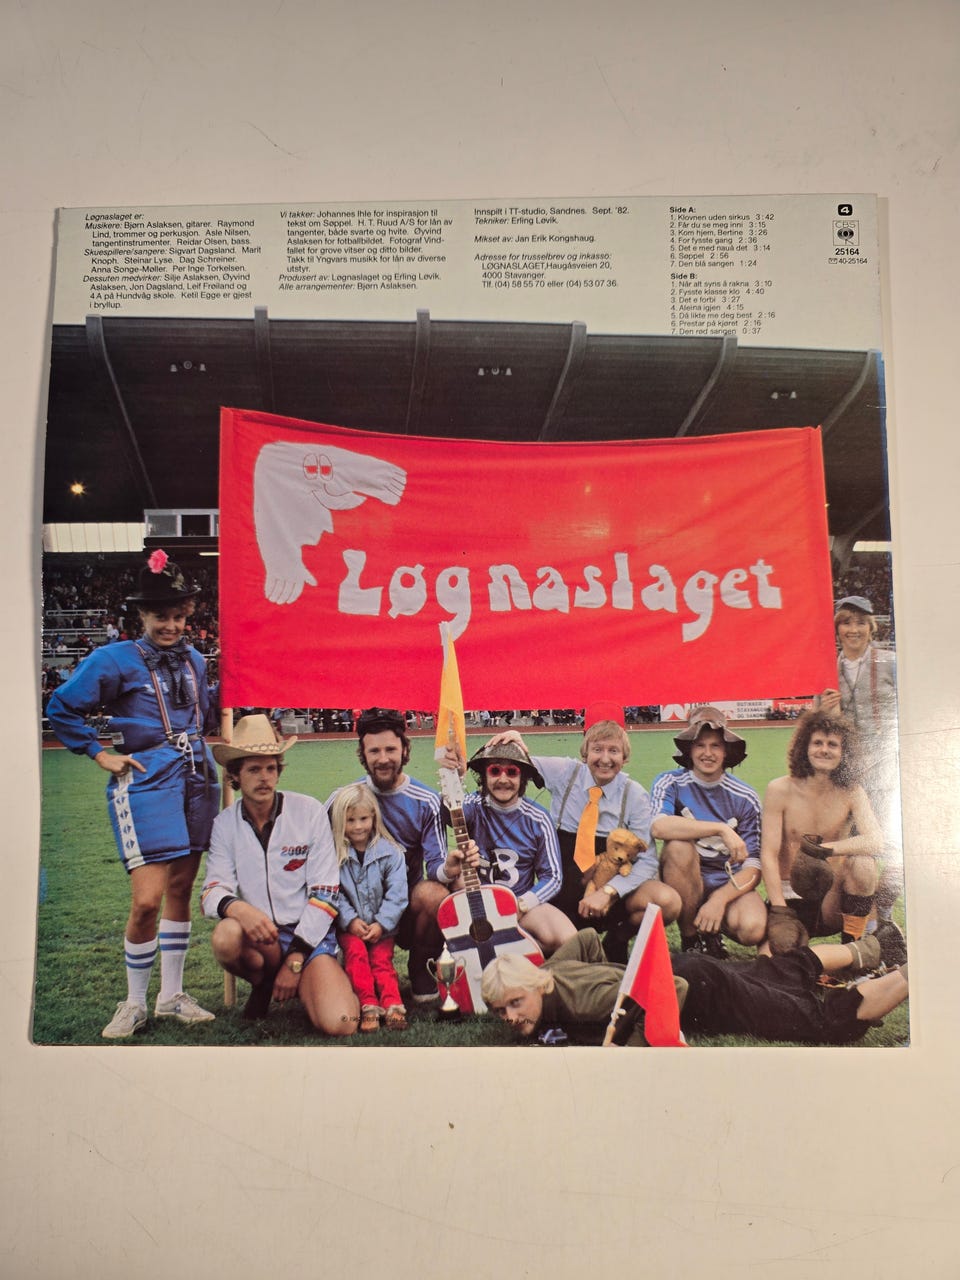 Løgnaslaget er:
Musikere: Bjørn Aslaksen, gitarer. Raymond
Lind, trommer og perkusjon. Asle Nilsen,
tangentinstrumenter. Reidar Olsen, bass.
Skuespillere/sangere: Sigvart Dagsland. Marit
Knoph. Steinar Lyse. Dag Schreiner.
Anna Songe-Møller. Per Inge Torkelsen.
Dessuten medvirker: Silje Aslaksen, Øyvind
Aslaksen, Jon Dagsland, Leif Frøiland og
4 A på Hundvåg skole. Ketil Egge er gjest
i bryllup.
Vi takker: Johannes Ihle for inspirasjon til
tekst om Søppel. H. T. Ruud A/S for lån av
tangenter, både svarte og hvite. Øyvind
Aslaksen for fotballbildet. Fotograf Vind-
fallet for grove vitser og ditto bilder.
Takk til Yngvars musikk for lån av diverse
utstyr.
Produsert av: Løgnaslaget og Erling Løvik.
Alle arrangementer: Bjørn Aslaksen.
Innspilt i TT-studio, Sandnes. Sept. '82.
Tekniker: Erling Løvik.
Mikset av: Jan Erik Kongshaug.
Adresse for trusselbrev og inkasso:
LØGNASLAGET, Haugåsveien 20,
4000 Stavanger.
Tlf. (04) 58 55 70 eller (04) 53 07 36.
Side A:
1. Klovnen uden sirkus 3:42
2. Får du se meg inni 3:15
3. Kom hjem, Bertine 3:26
4. For fysste gang 2:36
5. Det e med nauå det 3:14
6. Søppel 2:56
7. Den blå sangen 1:24
Side B:
1. Når alt syns å rakna 3:10
2. Fysste klasse klo 4:40
3. Det e forbi 3:27
4. Aleina igjen 4:15
5. Då likte me deg best 2:16
6. Prestar på kjøret 2:16
7. Den rød sangen 0:37
4
CBS
25164
40-25164
Løgnaslaget
OG SANDNES
2002
3